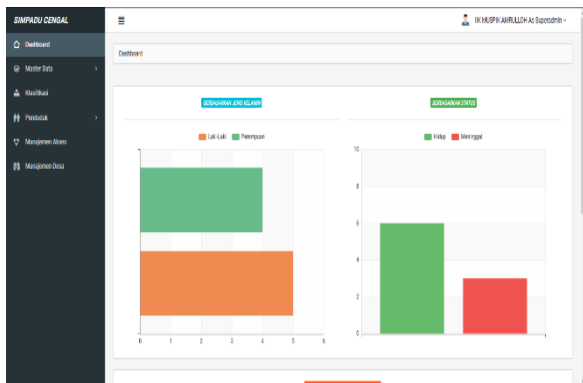 SIMPADU CENGAL
IIK MUSPIK AMRULLOH As Superadmin
Dashboard
Master Data
Klasifikasi
Penduduk
Manajemen Akses
Manajemen Desa
Dashboard
BERDASARKAN JENIS KELAMIN
Laki-Laki Perempuan
0 1 2 3 4 5 6
BERDASARKAN STATUS
Hidup Meninggal
10
8
6
4
2
0